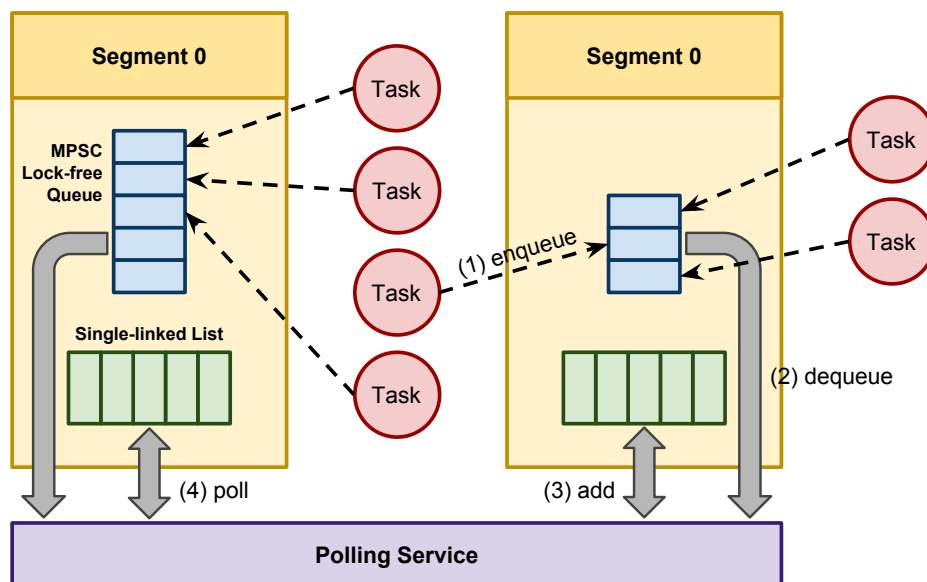 Segment 0
Segment 0
Task
Task
MPSC
Lock-free
Queue
Task
Task
(1) enqueue
Task
Single-linked List
Task
(2) dequeue
(4) poll
(3) add
Polling Service